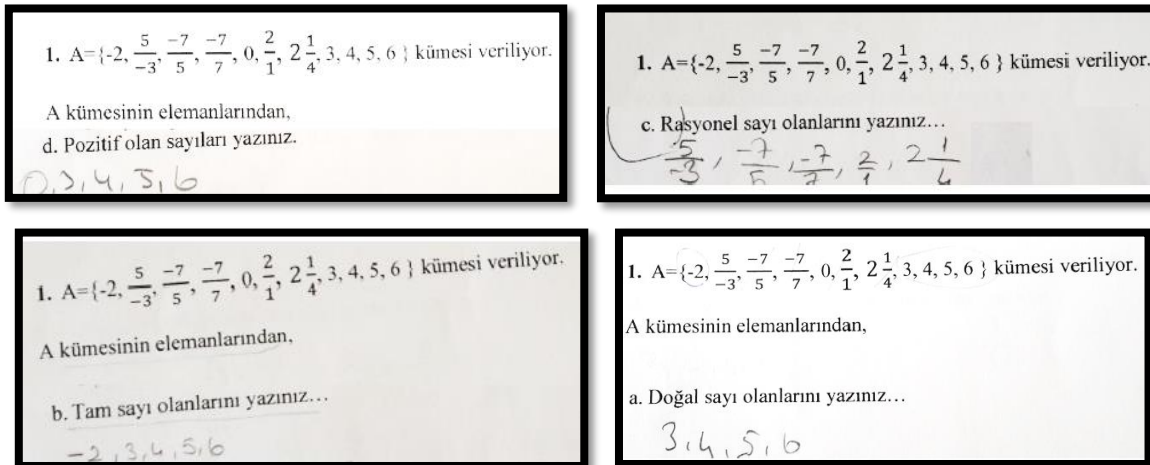 1. A={-2, 5/-3, -7/5, -7/7, 0, 2/1, 2 1/4, 3, 4, 5, 6 } kümesi veriliyor.
A kümesinin elemanlarından,
d. Pozitif olan sayıları yazınız.
0,3,4,5,6
1. A={-2, 5/-3, -7/5, -7/7, 0, 2/1, 2 1/4, 3, 4, 5, 6 } kümesi veriliyor.
c. Rasyonel sayı olanlarını yazınız…
5/-3, -7/5, -7/7, 2/1, 2 1/4
1. A={-2, 5/-3, -7/5, -7/7, 0, 2/1, 2 1/4, 3, 4, 5, 6 } kümesi veriliyor.
A kümesinin elemanlarından,
b. Tam sayı olanlarını yazınız…
-2,3,4,5,6
1. A={-2, 5/-3, -7/5, -7/7, 0, 2/1, 2 1/4, 3, 4, 5, 6 } kümesi veriliyor.
A kümesinin elemanlarından,
a. Doğal sayı olanlarını yazınız…
3,4,5,6